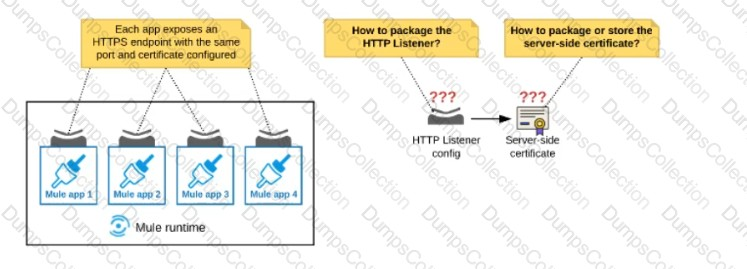 Each app exposes an
HTTPS endpoint with the same
port and certificate configured
How to package the
HTTP Listener?
How to package or store the
server-side certificate?
???
???
HTTP Listener
config
Server-side
certificate
Mule app 1
Mule app 2
Mule app 3
Mule app 4
Mule runtime
DumpsCollection